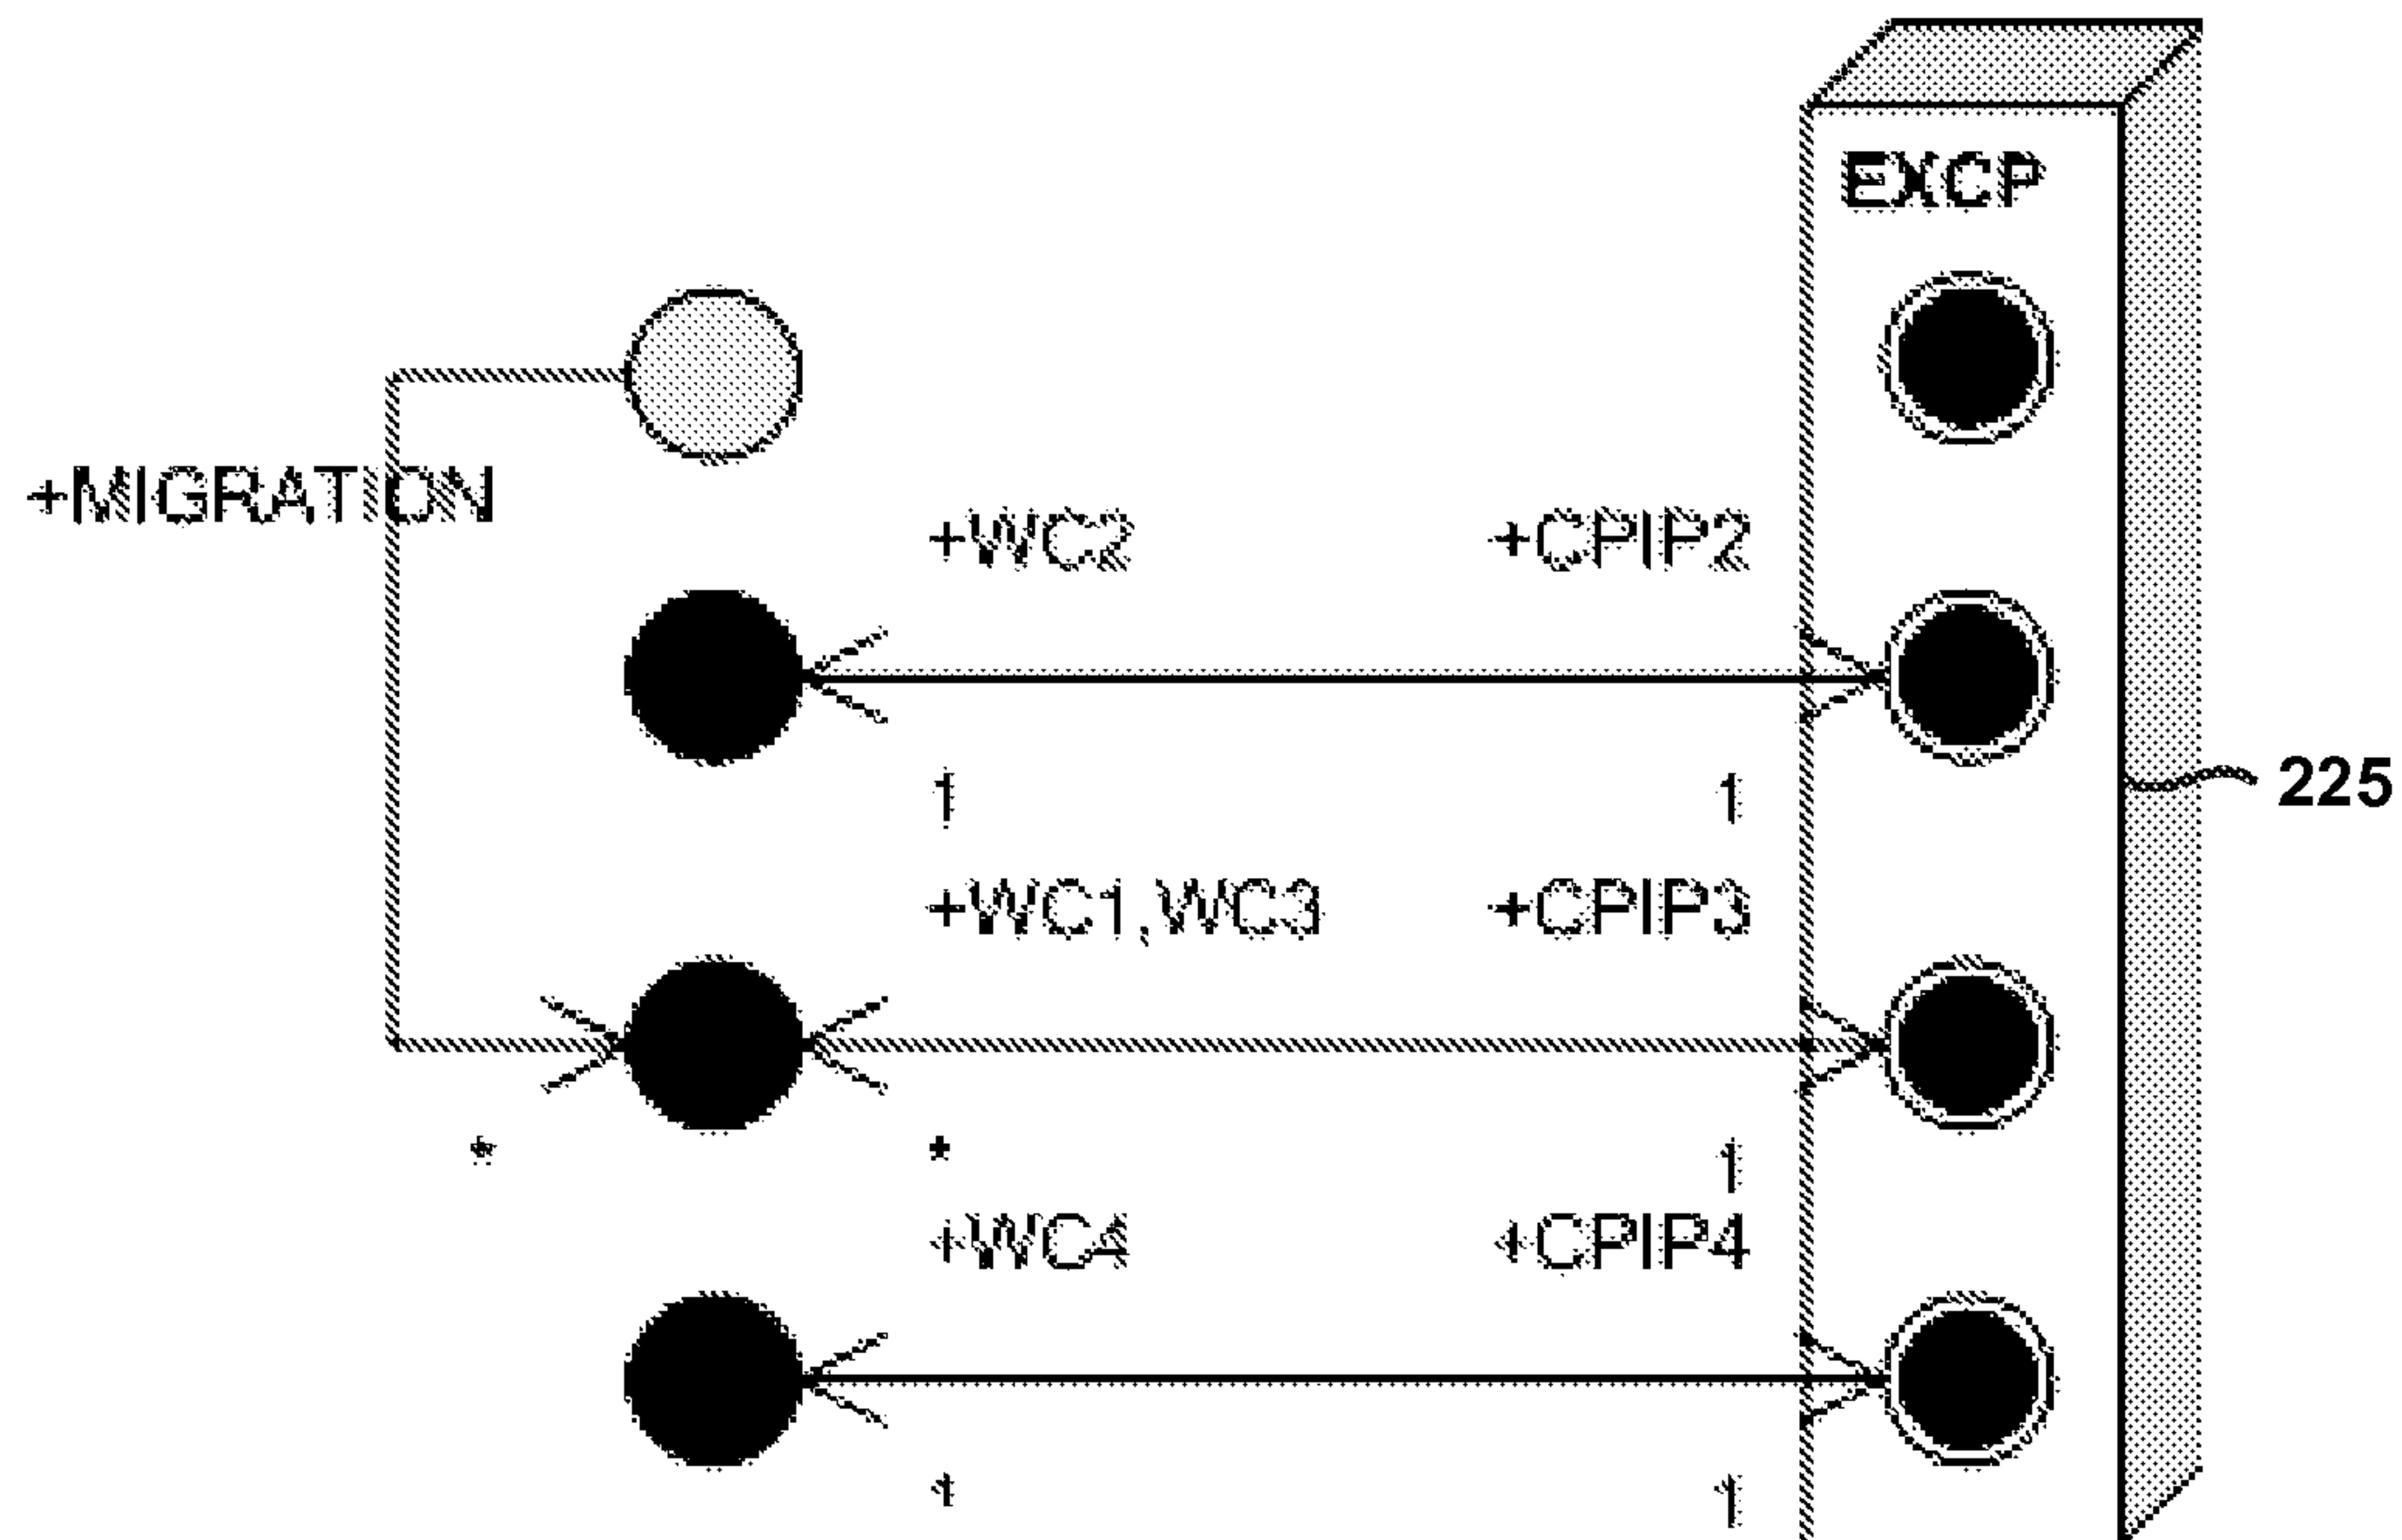 EXCP
+MIGRATION
+WC2 +CPIP2
1 1
225
+WC1,WC3 +CPIP3
* * 1
+WC4 +CPIP4
1 1